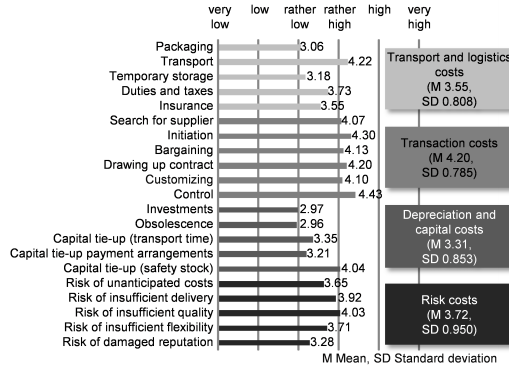 very low
low
rather low
rather high
high
very high
Packaging 3.06
Transport 4.22
Temporary storage 3.18
Duties and taxes 3.73
Insurance 3.55
Transport and logistics costs
(M 3.55,
SD 0.808)
Search for supplier 4.07
Initiation 4.30
Bargaining 4.13
Drawing up contract 4.20
Customizing 4.10
Control 4.43
Transaction costs
(M 4.20,
SD 0.785)
Investments 2.97
Obsolescence 2.96
Capital tie-up (transport time) 3.35
Capital tie-up payment arrangements 3.21
Capital tie-up (safety stock) 4.04
Depreciation and
capital costs
(M 3.31,
SD 0.853)
Risk of unanticipated costs 3.65
Risk of insufficient delivery 3.92
Risk of insufficient quality 4.03
Risk of insufficient flexibility 3.71
Risk of damaged reputation 3.28
Risk costs
(M 3.72,
SD 0.950)
M Mean, SD Standard deviation